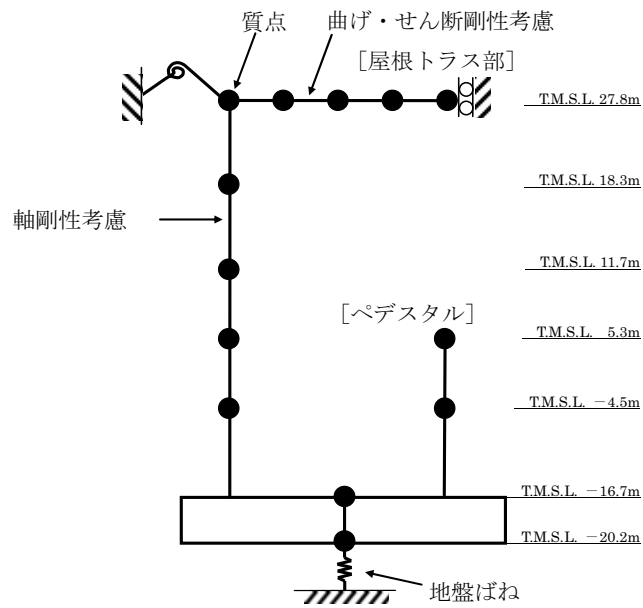 質点
曲げ・せん断剛性考慮
［屋根トラス部］
T.M.S.L. 27.8m
T.M.S.L. 18.3m
軸剛性考慮
T.M.S.L. 11.7m
［ペデスタル］
T.M.S.L. 5.3m
T.M.S.L. －4.5m
T.M.S.L. －16.7m
T.M.S.L. －20.2m
地盤ばね